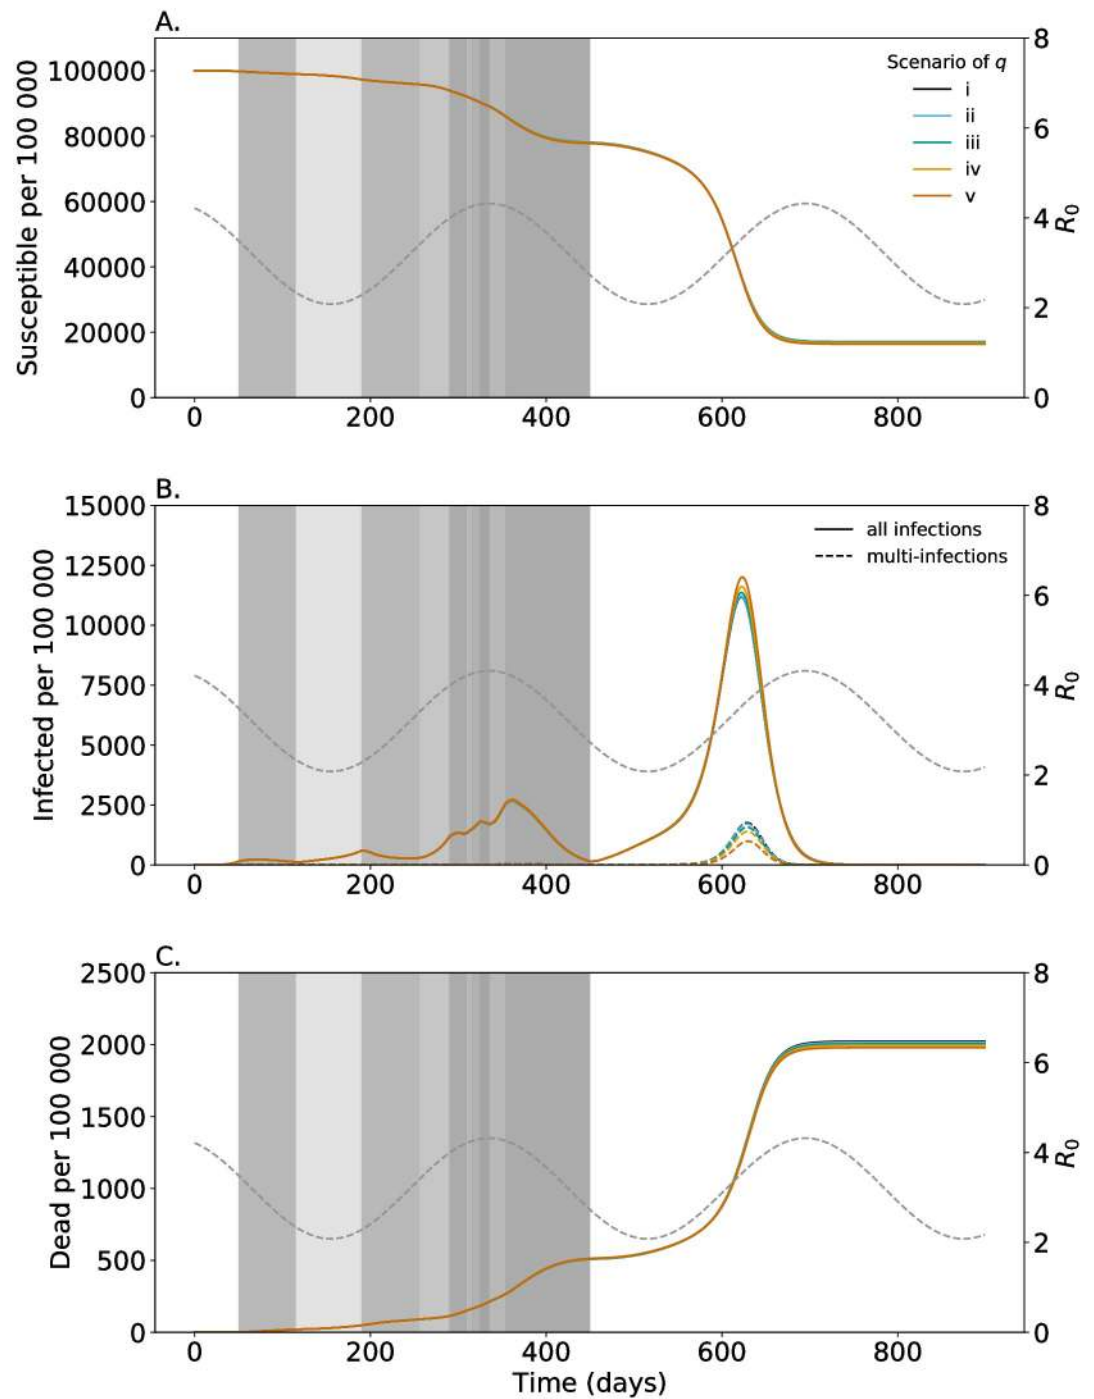 A.
Susceptible per 100 000
100000
80000
60000
40000
20000
0
0 200 400 600 800
8
6
4
2
0
R0
Scenario of q
i
ii
iii
iv
v
B.
Infected per 100 000
15000
12500
10000
7500
5000
2500
0
0 200 400 600 800
8
6
4
2
0
R0
all infections
multi-infections
C.
Dead per 100 000
2500
2000
1500
1000
500
0
0 200 400 600 800
8
6
4
2
0
R0
Time (days)